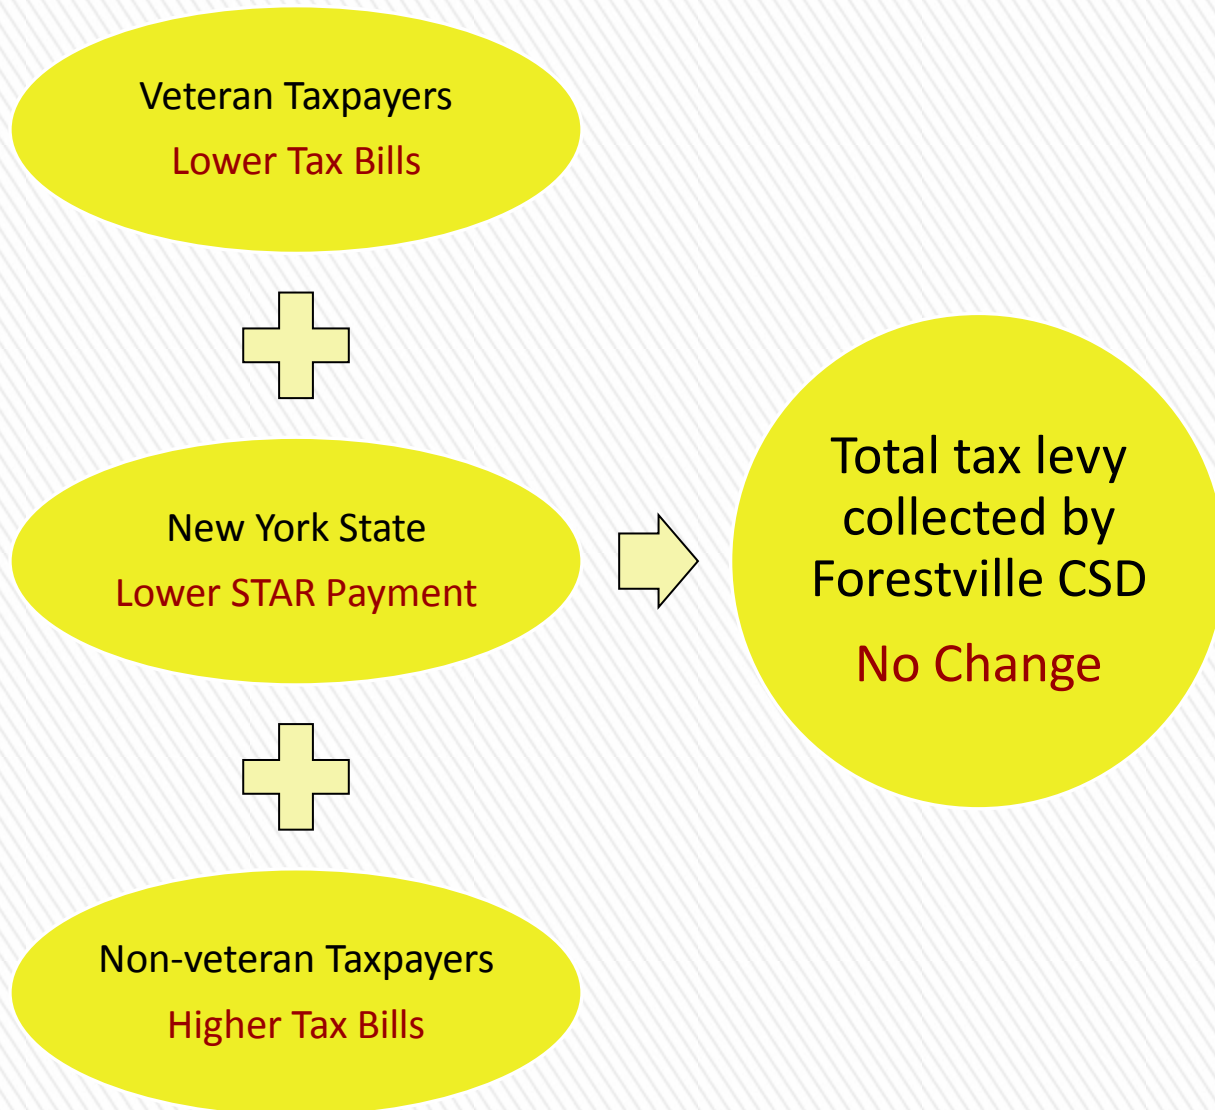 Veteran Taxpayers
Lower Tax Bills
New York State
Lower STAR Payment
Non-veteran Taxpayers
Higher Tax Bills
Total tax levy
collected by
Forestville CSD
No Change